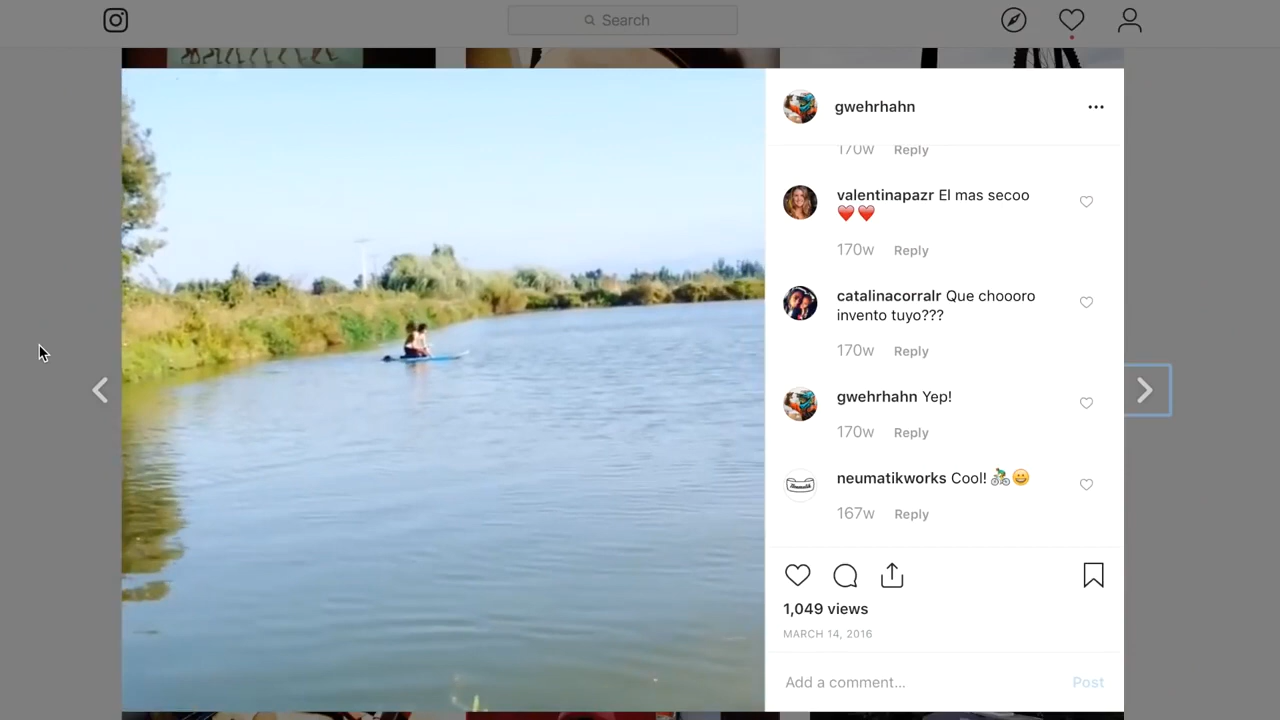 Search
gwehrhahn
170w Reply
valentinapazr El mas secoo
❤️❤️
170w Reply
catalinacorralr Que choooro
invento tuyo???
170w Reply
gwehrhahn Yep!
170w Reply
neumatikworks Cool! 🚴😀
167w Reply
1,049 views
MARCH 14, 2016
Add a comment... Post